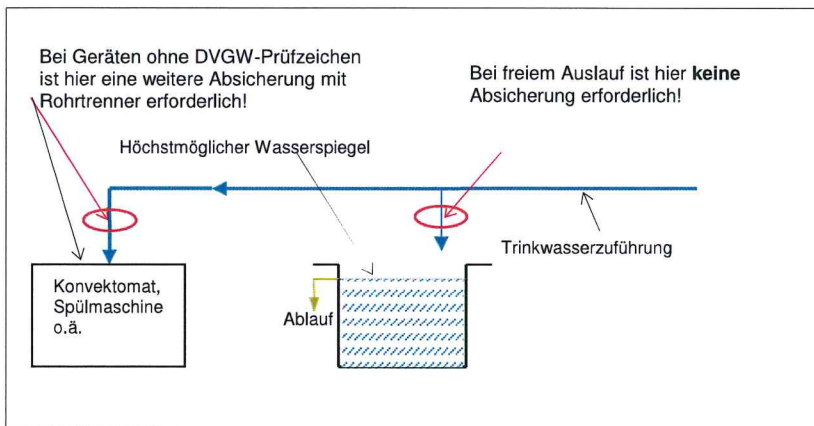 Bei Geräten ohne DVGW-Prüfzeichen
ist hier eine weitere Absicherung mit
Rohrtrenner erforderlich!
Bei freiem Auslauf ist hier keine
Absicherung erforderlich!
Höchstmöglicher Wasserspiegel
Trinkwasserzuführung
Konvektomat,
Spülmaschine
o.ä.
Ablauf